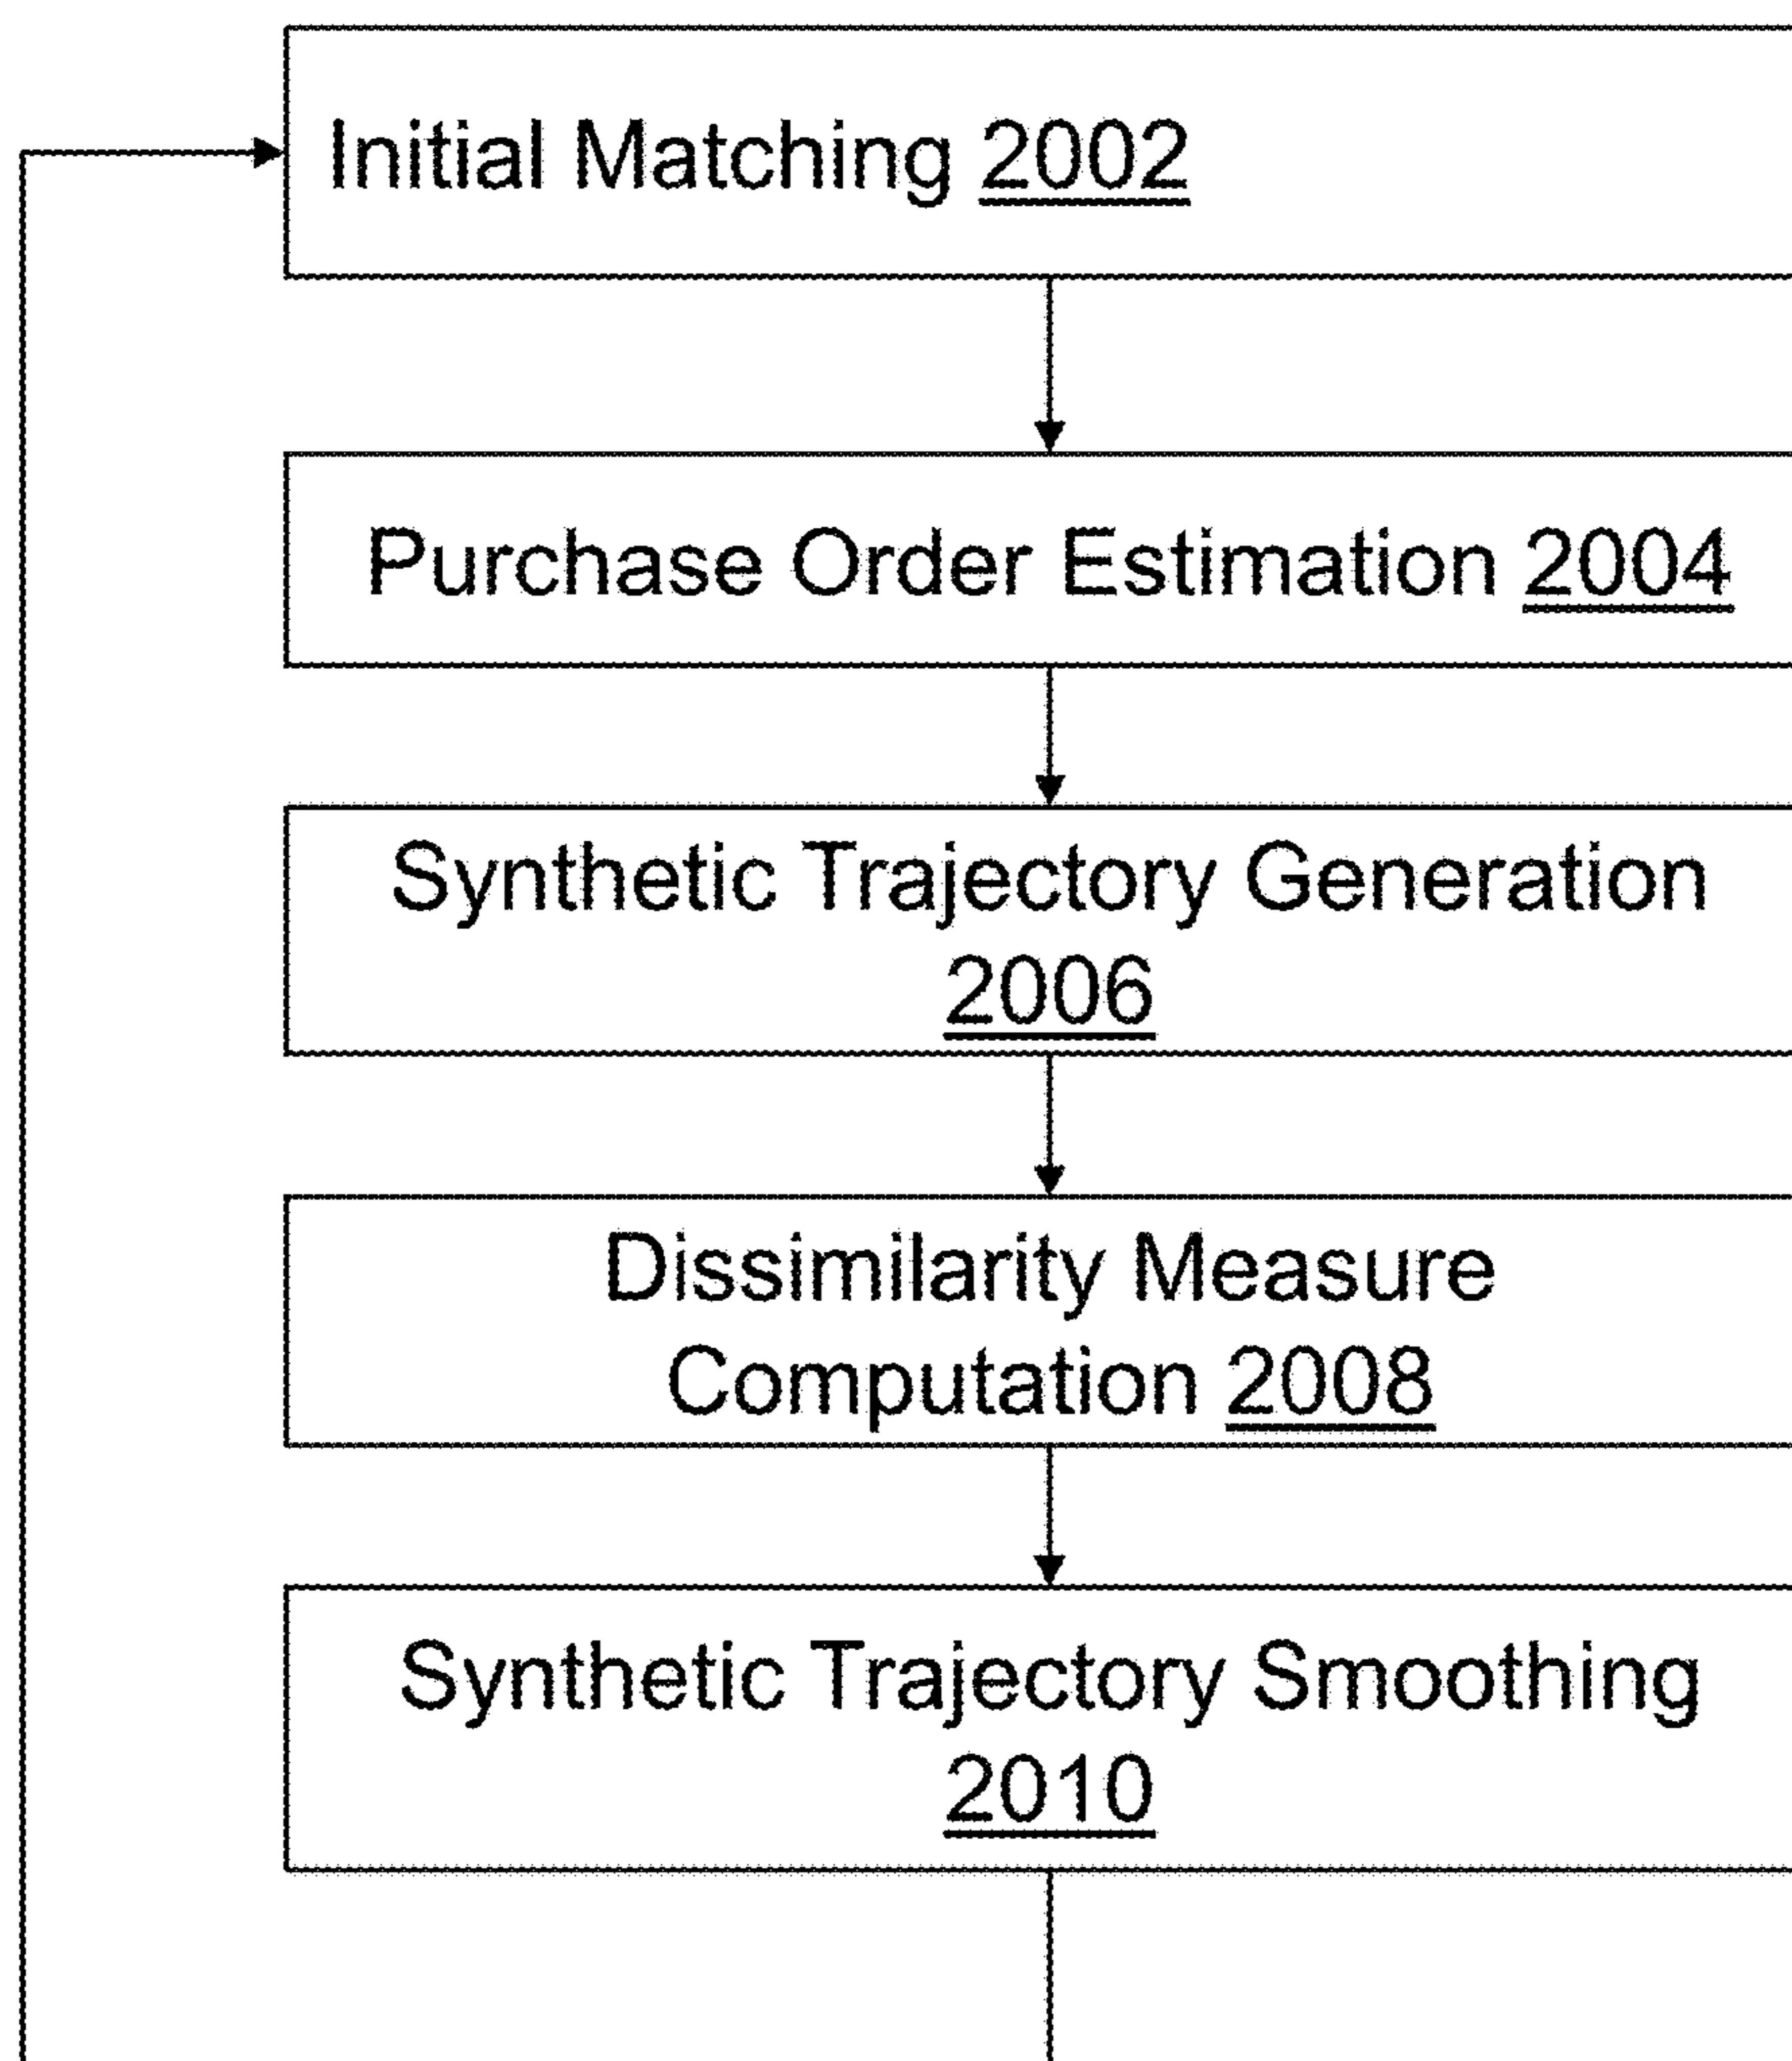 Initial Matching 2002
Purchase Order Estimation 2004
Synthetic Trajectory Generation
2006
Dissimilarity Measure
Computation 2008
Synthetic Trajectory Smoothing
2010